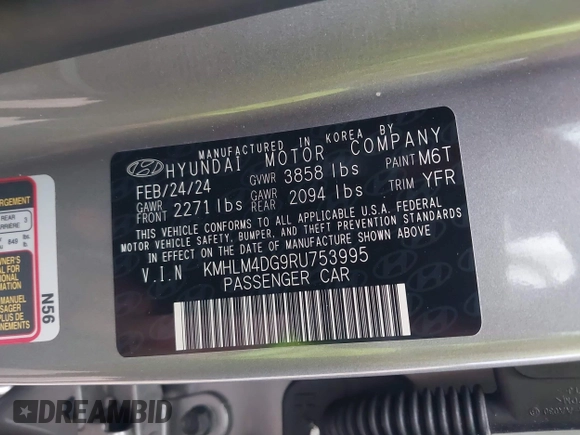 MANUFACTURED IN KOREA BY
HYUNDAI MOTOR COMPANY
FEB/24/24 GVWR 3858 lbs PAINT M6T
GAWR FRONT 2271 lbs GAWR REAR 2094 lbs TRIM YFR
THIS VEHICLE CONFORMS TO ALL APPLICABLE U.S.A. FEDERAL
MOTOR VEHICLE SAFETY, BUMPER, AND THEFT PREVENTION STANDARDS
IN EFFECT ON THE DATE OF MANUFACTURE SHOWN ABOVE
V.I.N KMHLM4DG9RU753995
PASSENGER CAR
REAR
3
N56
DREAMBID